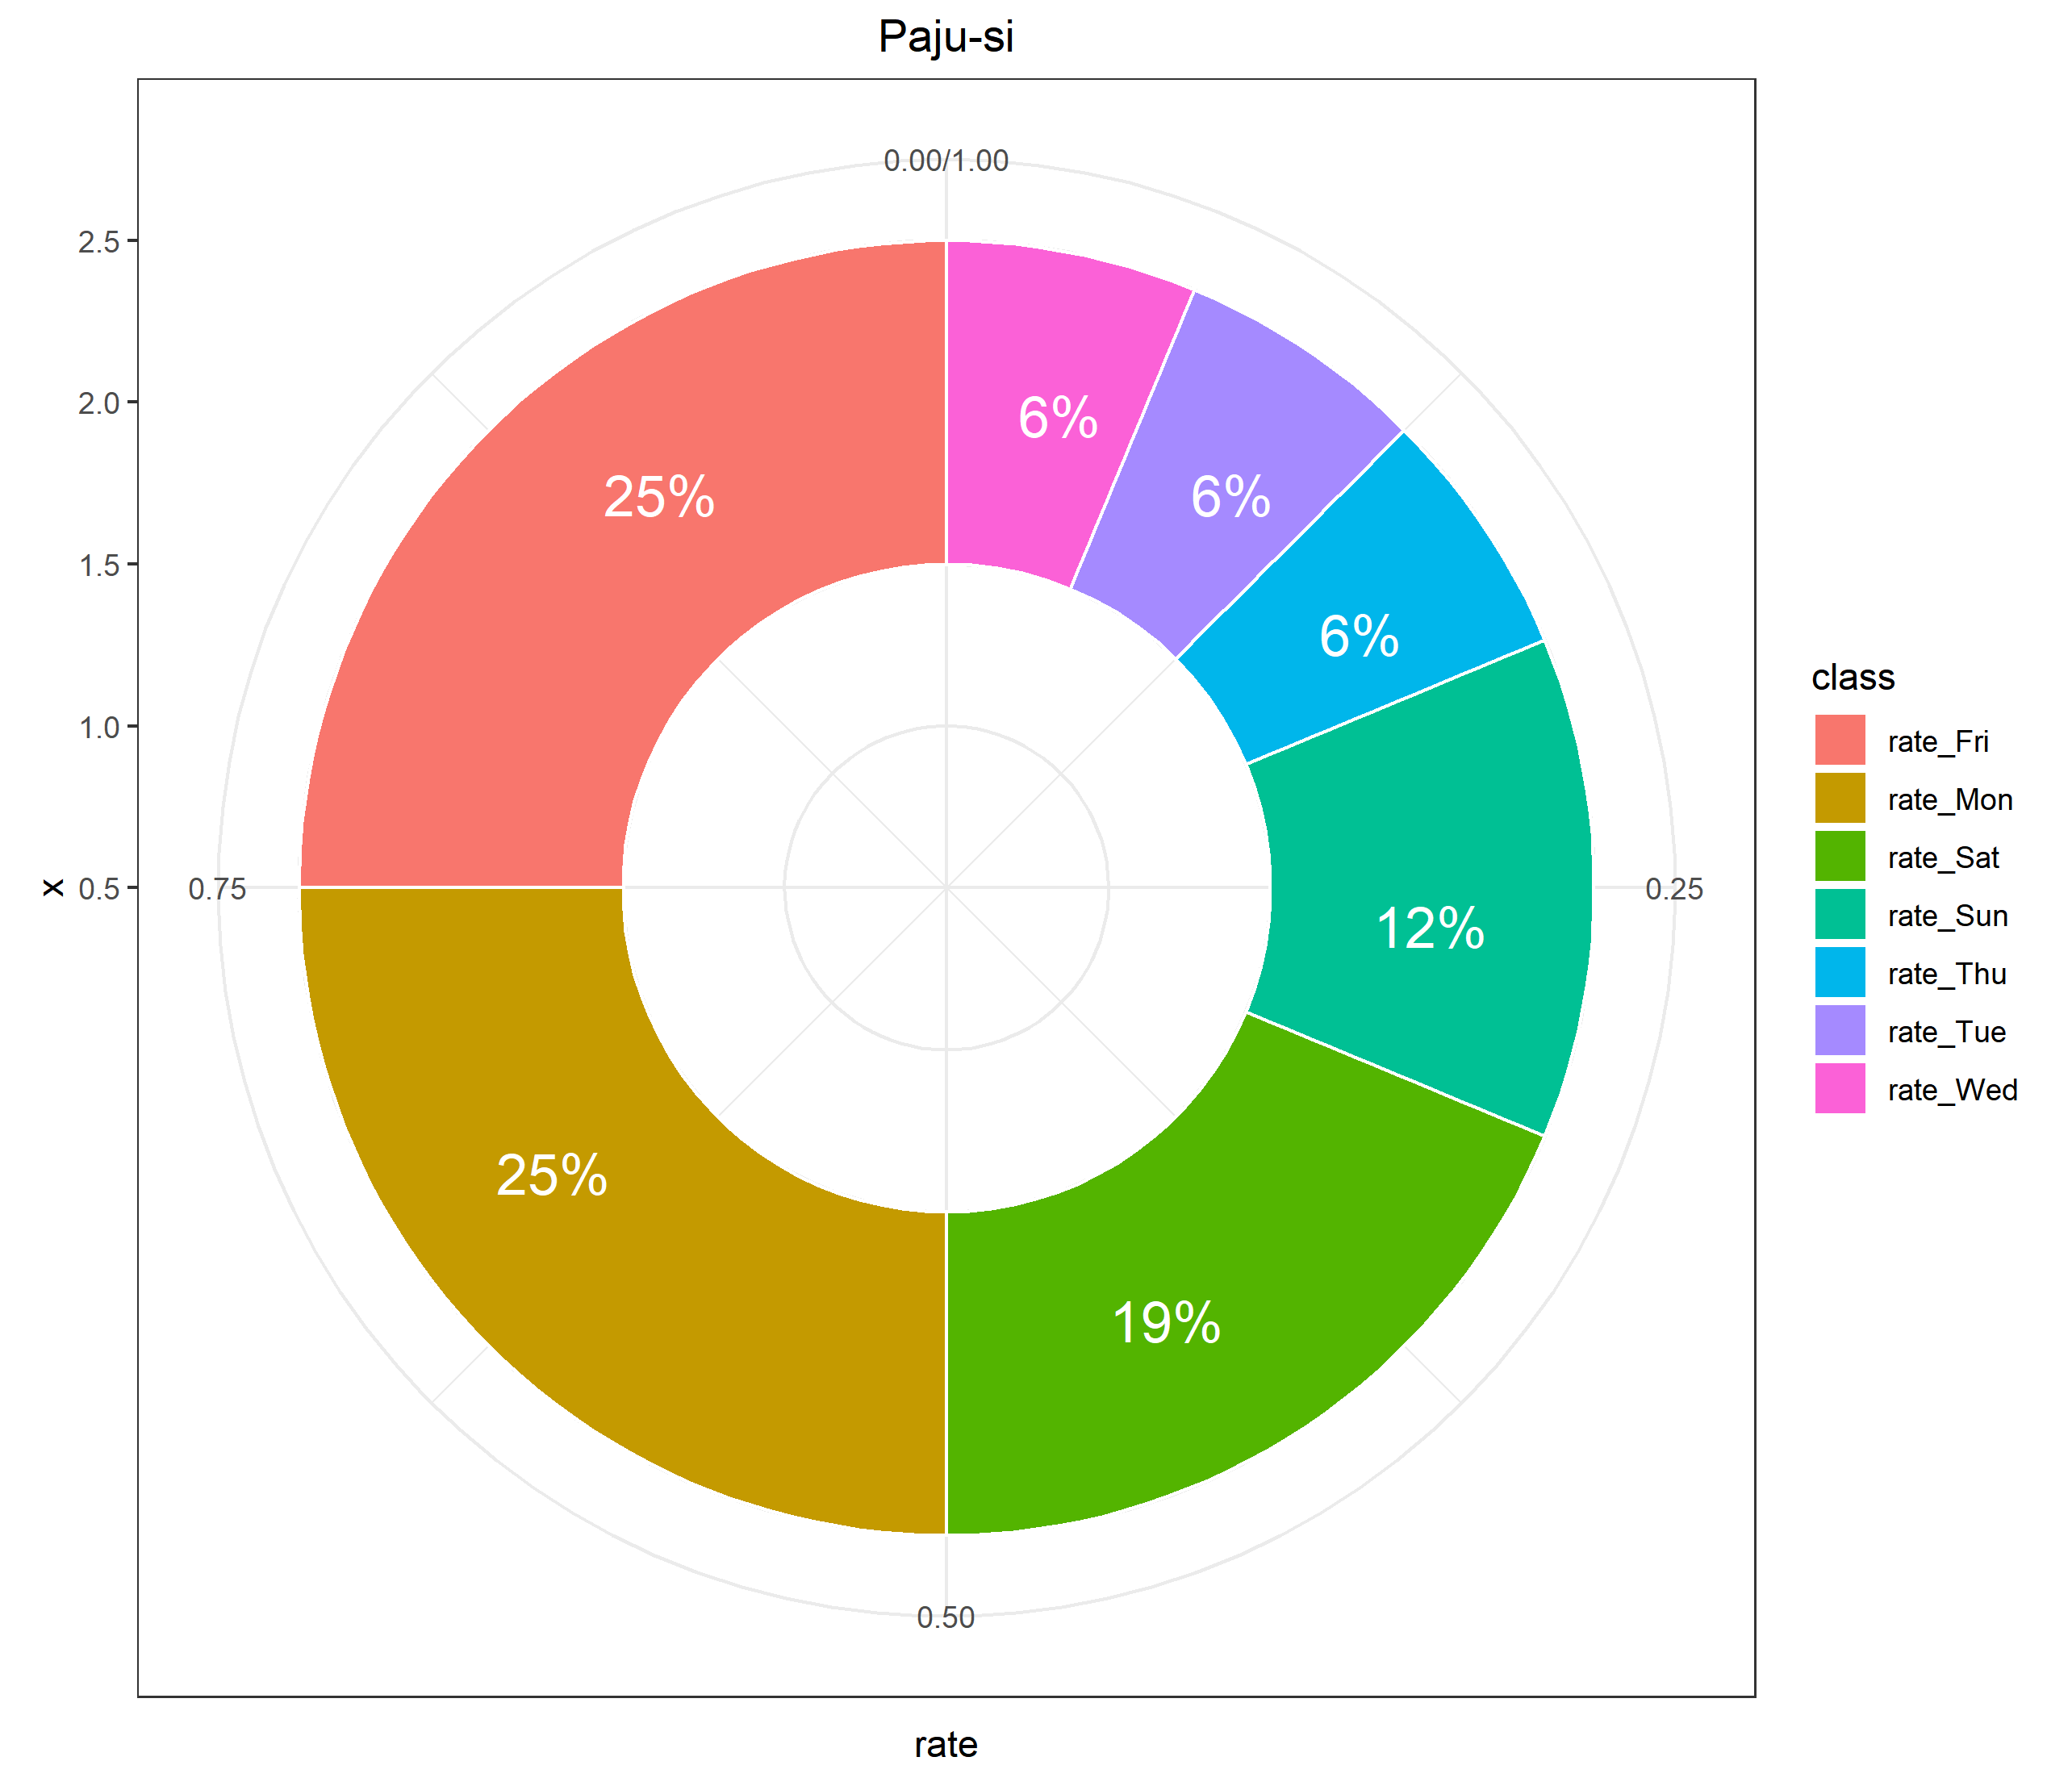 Paju-si
0.00/1.00
2.5
2.0
1.5
1.0
0.5
x
0.75
0.25
0.50
6%
6%
6%
12%
19%
25%
25%
rate
class
rate_Fri
rate_Mon
rate_Sat
rate_Sun
rate_Thu
rate_Tue
rate_Wed